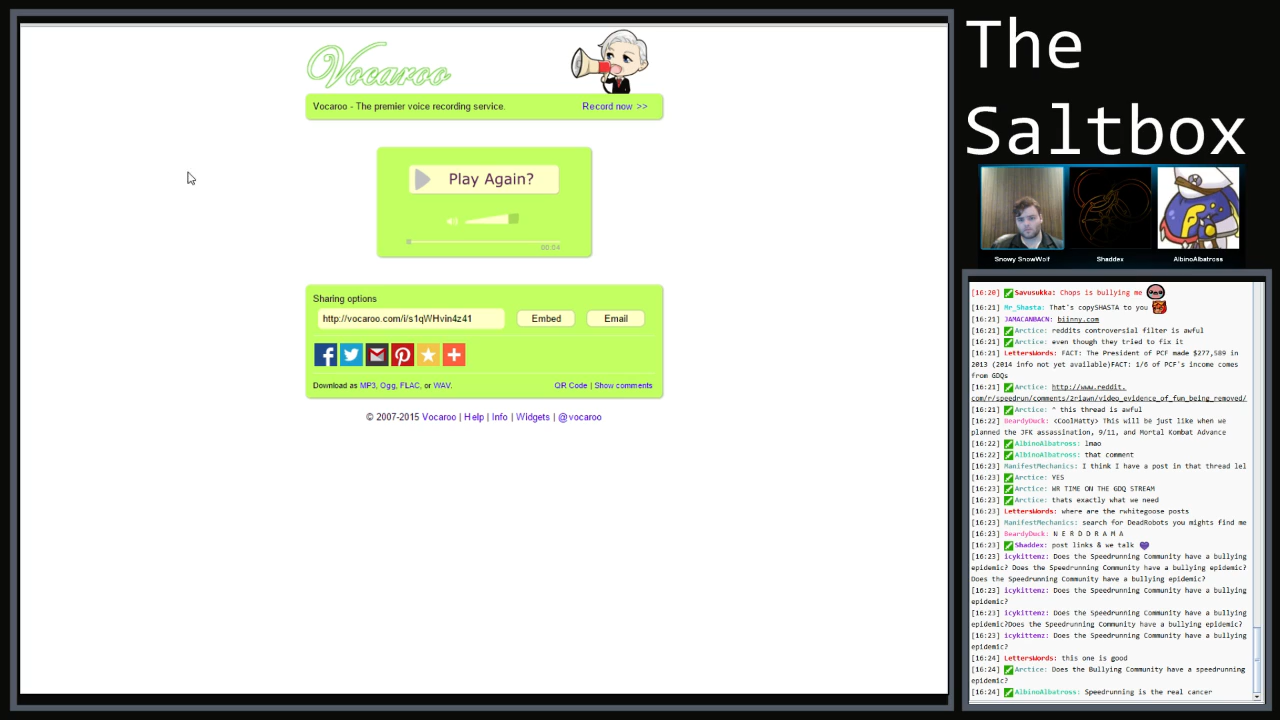 Vocaroo
Vocaroo - The premier voice recording service.
Record now >>
Play Again?
00:04
Sharing options
http://vocaroo.com/i/s1qWHvin4z41
Embed
Email
Download as MP3, Ogg, FLAC, or WAV.
QR Code | Show comments
© 2007-2015 Vocaroo | Help | Info | Widgets | @vocaroo
The
Saltbox
Snowy SnowWolf
Shaddex
AlbinoAlbatross
[16:20] Savusukka: Chops is bullying me
[16:21] Mr_Shasta: That's copySHASTA to you
[16:21] JAMACANBACN: biinny.com
[16:21] Arctice: reddits controversial filter is awful
[16:21] Arctice: even though they tried to fix it
[16:21] LettersWords: FACT: The President of PCF made $277,589 in
2013 (2014 info not yet available)FACT: 1/6 of PCF's income comes
from GDQs
[16:21] Arctice: http://www.reddit.
com/r/speedrun/comments/2riawn/video_evidence_of_fun_being_removed/
[16:21] Arctice: ^ this thread is awful
[16:22] BeardyDuck: <CoolMatty> This will be just like when we
planned the JFK assassination, 9/11, and Mortal Kombat Advance
[16:22] AlbinoAlbatross: lmao
[16:22] AlbinoAlbatross: that comment
[16:23] ManifestMechanics: I think I have a post in that thread lel
[16:23] Arctice: YES
[16:23] Arctice: WR TIME ON THE GDQ STREAM
[16:23] Arctice: thats exactly what we need
[16:23] LettersWords: where are the rwhitegoose posts
[16:23] ManifestMechanics: search for DeadRobots you mights find me
[16:23] BeardyDuck: N E R D D R A M A
[16:23] Shaddex: post links & we talk
[16:23] icykittenz: Does the Speedrunning Community have a bullying
epidemic? Does the Speedrunning Community have a bullying epidemic?
Does the Speedrunning Community have a bullying epidemic?
[16:23] icykittenz: Does the Speedrunning Community have a bullying
epidemic?
[16:23] icykittenz: Does the Speedrunning Community have a bullying
epidemic?Does the Speedrunning Community have a bullying epidemic?
[16:23] icykittenz: Does the Speedrunning Community have a bullying
epidemic?
[16:24] LettersWords: this one is good
[16:24] Arctice: Does the Bullying Community have a speedrunning
epidemic?
[16:24] AlbinoAlbatross: Speedrunning is the real cancer